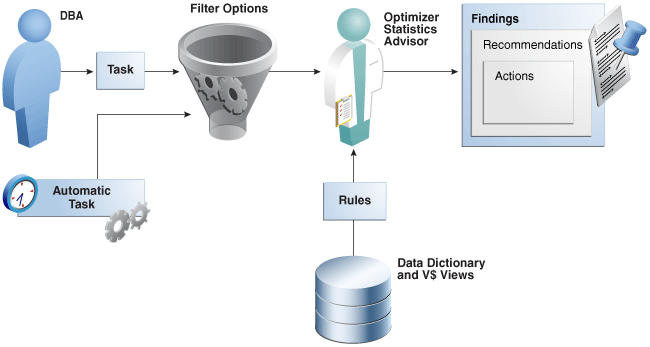 DBA
Task
Filter Options
Optimizer
Statistics
Advisor
Findings
Recommendations
Actions
Automatic
Task
Rules
Data Dictionary
and V$ Views